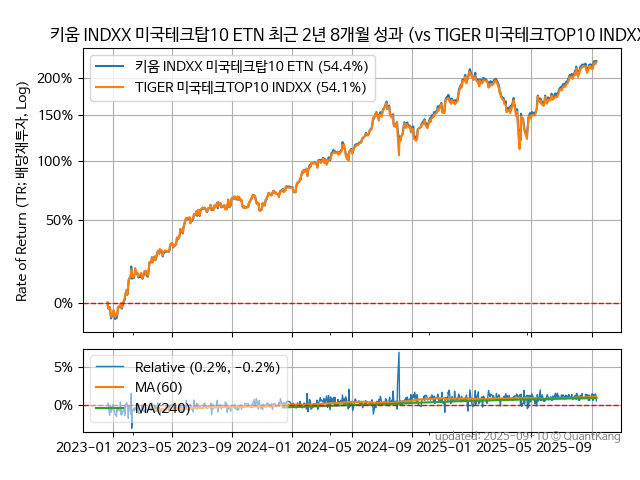 키움 INDXX 미국테크탑10 ETN 최근 2년 8개월 성과 (vs TIGER 미국테크TOP10 INDXX
키움 INDXX 미국테크탑10 ETN (54.4%)
TIGER 미국테크TOP10 INDXX (54.1%)
Rate of Return (TR; 배당재투자, Log)
200%
150%
100%
50%
0%
Relative (0.2%, −0.2%)
MA(60)
MA(240)
5%
0%
2023−01
2023−05
2023−09
2024−01
2024−05
2024−09
2025−01
2025−05
2025−09
updated: 2025−09−10 © QuantKang